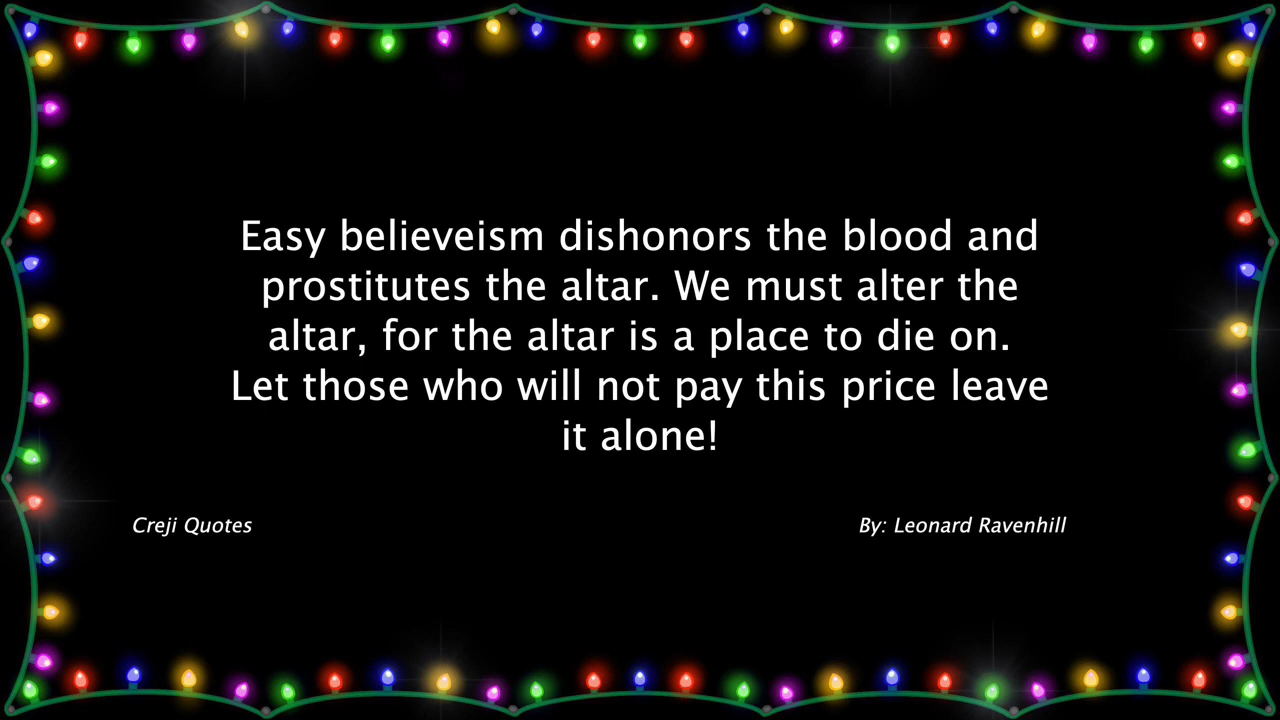 Easy believeism dishonors the blood and
prostitutes the altar. We must alter the
altar, for the altar is a place to die on.
Let those who will not pay this price leave
it alone!
Creji Quotes
By: Leonard Ravenhill